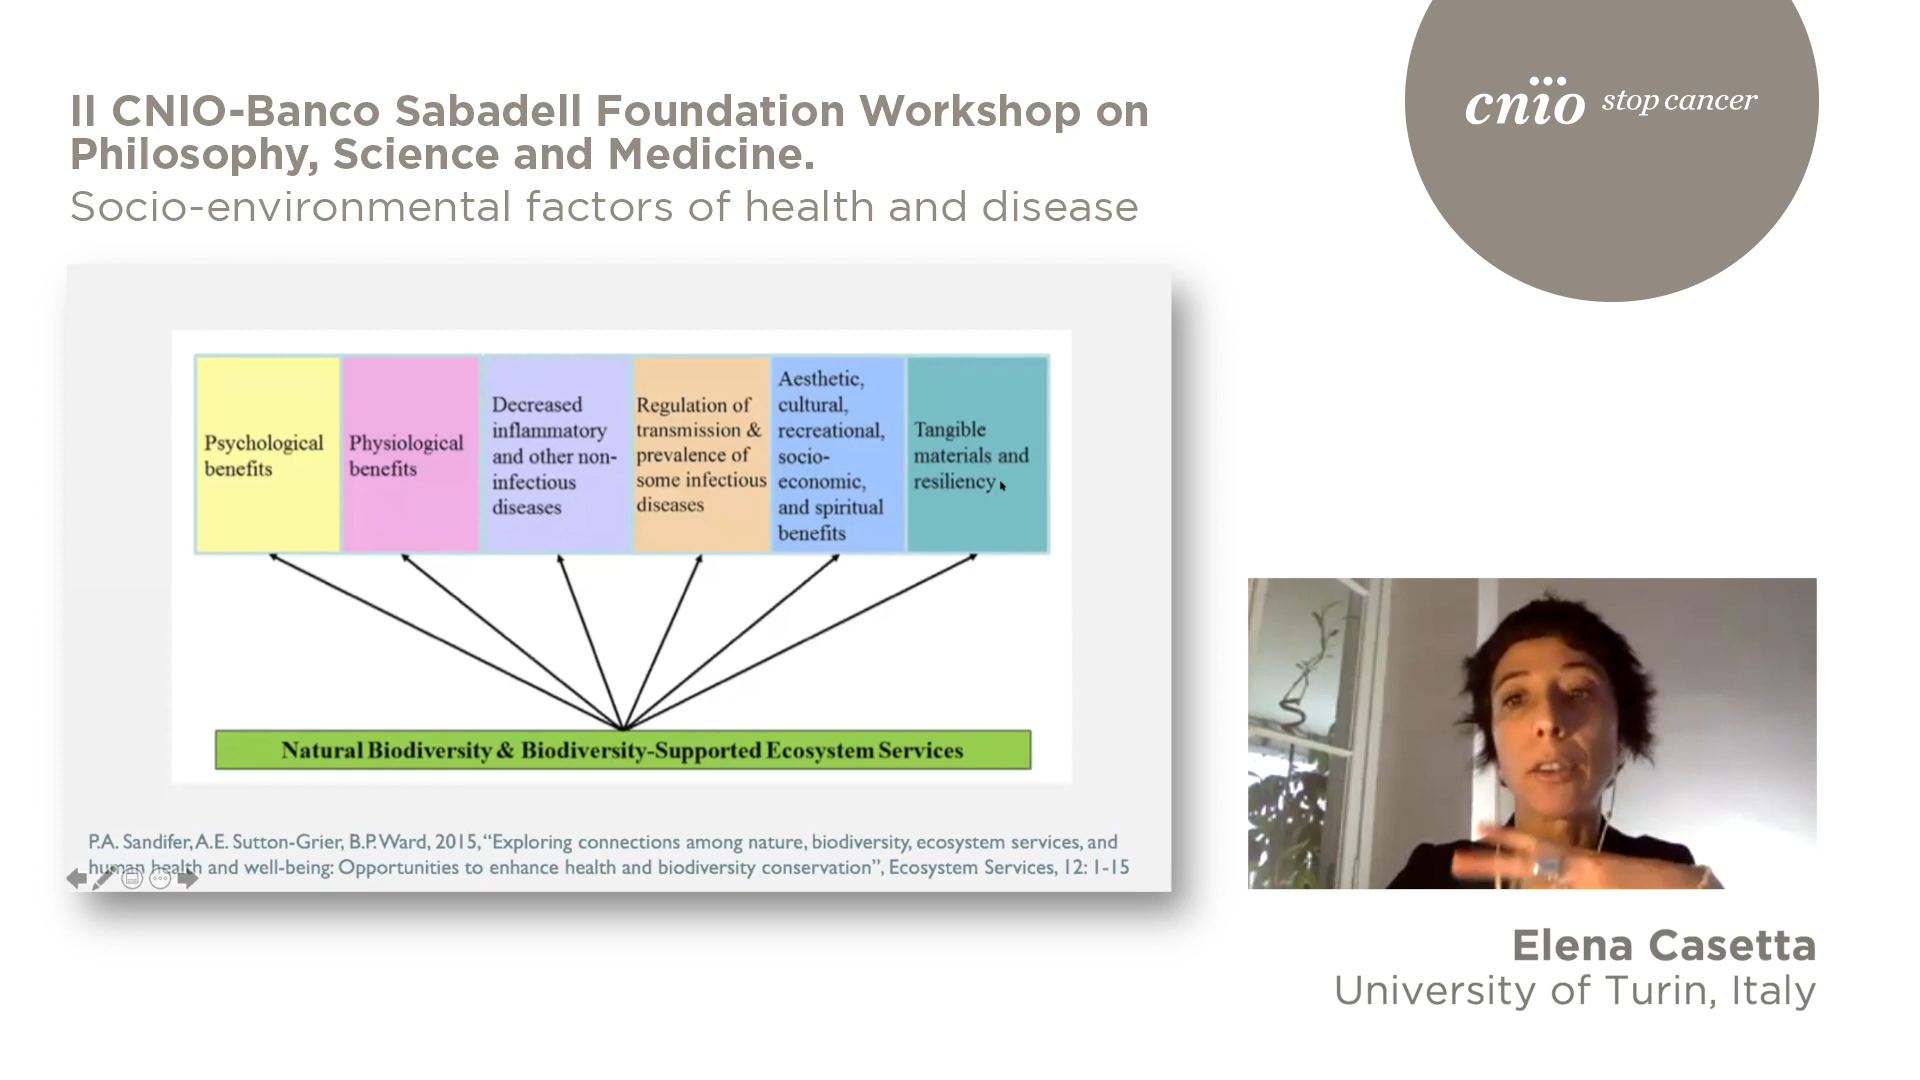 II CNIO-Banco Sabadell Foundation Workshop on
Philosophy, Science and Medicine.
Socio-environmental factors of health and disease
cnio stop cancer
Psychological
benefits
Physiological
benefits
Decreased
inflammatory
and other non-
infectious
diseases
Regulation of
transmission &
prevalence of
some infectious
diseases
Aesthetic,
cultural,
recreational,
socio-
economic,
and spiritual
benefits
Tangible
materials and
resiliency
Natural Biodiversity & Biodiversity-Supported Ecosystem Services
P.A. Sandifer, A.E. Sutton-Grier, B.P. Ward, 2015, “Exploring connections among nature, biodiversity, ecosystem services, and
human health and well-being: Opportunities to enhance health and biodiversity conservation”, Ecosystem Services, 12: 1-15
Elena Casetta
University of Turin, Italy